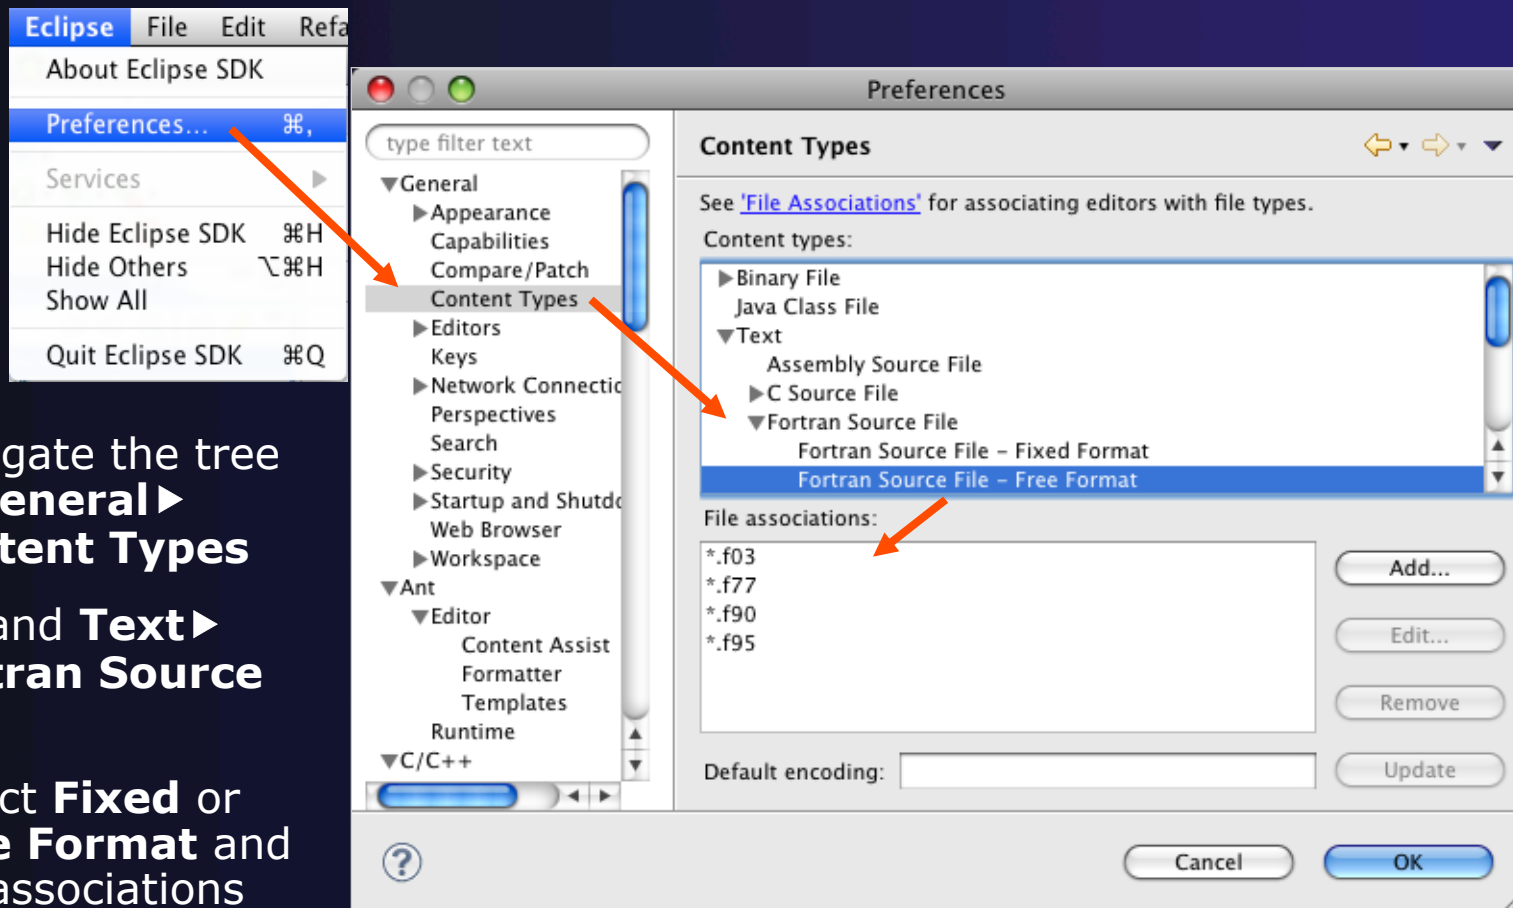 Eclipse File Edit Refa
About Eclipse SDK
Preferences... ⌘,
Services ▶
Hide Eclipse SDK ⌘H
Hide Others ⌥⌘H
Show All
Quit Eclipse SDK ⌘Q
igate the tree
eneral▶
tent Types
and Text▶
tran Source
ct Fixed or
e Format and
associations
Preferences
type filter text
▼General
▶Appearance
Capabilities
Compare/Patch
Content Types
▶Editors
Keys
▶Network Connectio
Perspectives
Search
▶Security
▶Startup and Shutdo
Web Browser
▶Workspace
▼Ant
▼Editor
Content Assist
Formatter
Templates
Runtime
▼C/C++
Content Types
See 'File Associations' for associating editors with file types.
Content types:
▶Binary File
Java Class File
▼Text
Assembly Source File
▶C Source File
▼Fortran Source File
Fortran Source File – Fixed Format
Fortran Source File – Free Format
File associations:
*.f03
*.f77
*.f90
*.f95
Add...
Edit...
Remove
Default encoding:
Update
?
Cancel OK